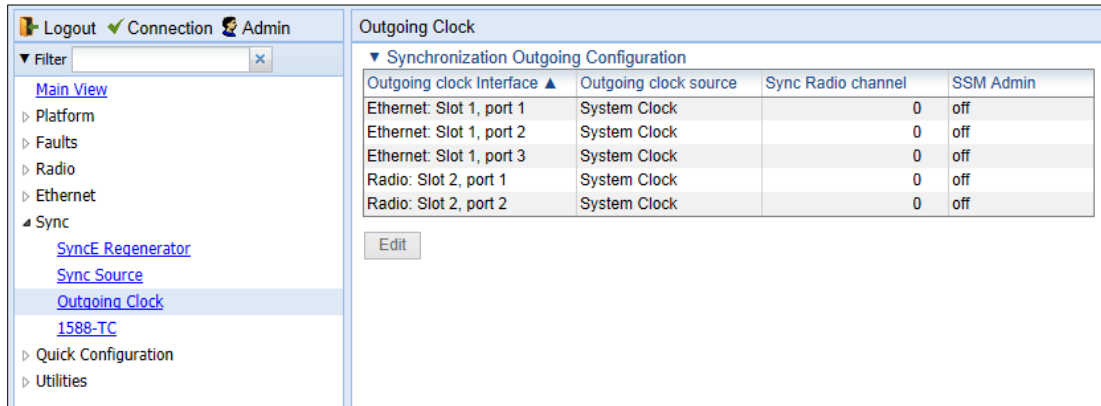 Logout Connection Admin
▼ Filter
Main View
Platform
Faults
Radio
Ethernet
Sync
SyncE Regenerator
Sync Source
Outgoing Clock
1588-TC
Quick Configuration
Utilities
Outgoing Clock
▼ Synchronization Outgoing Configuration
Outgoing clock Interface ▲ Outgoing clock source Sync Radio channel SSM Admin
Ethernet: Slot 1, port 1 System Clock 0 off
Ethernet: Slot 1, port 2 System Clock 0 off
Ethernet: Slot 1, port 3 System Clock 0 off
Radio: Slot 2, port 1 System Clock 0 off
Radio: Slot 2, port 2 System Clock 0 off
Edit